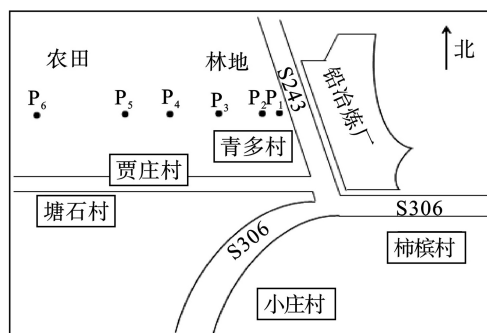 农田
林地
北
P₆ P₅ P₄ P₃ P₂ P₁
S243
铅冶炼厂
青多村
贾庄村
塘石村
S306
S306
柿槟村
小庄村